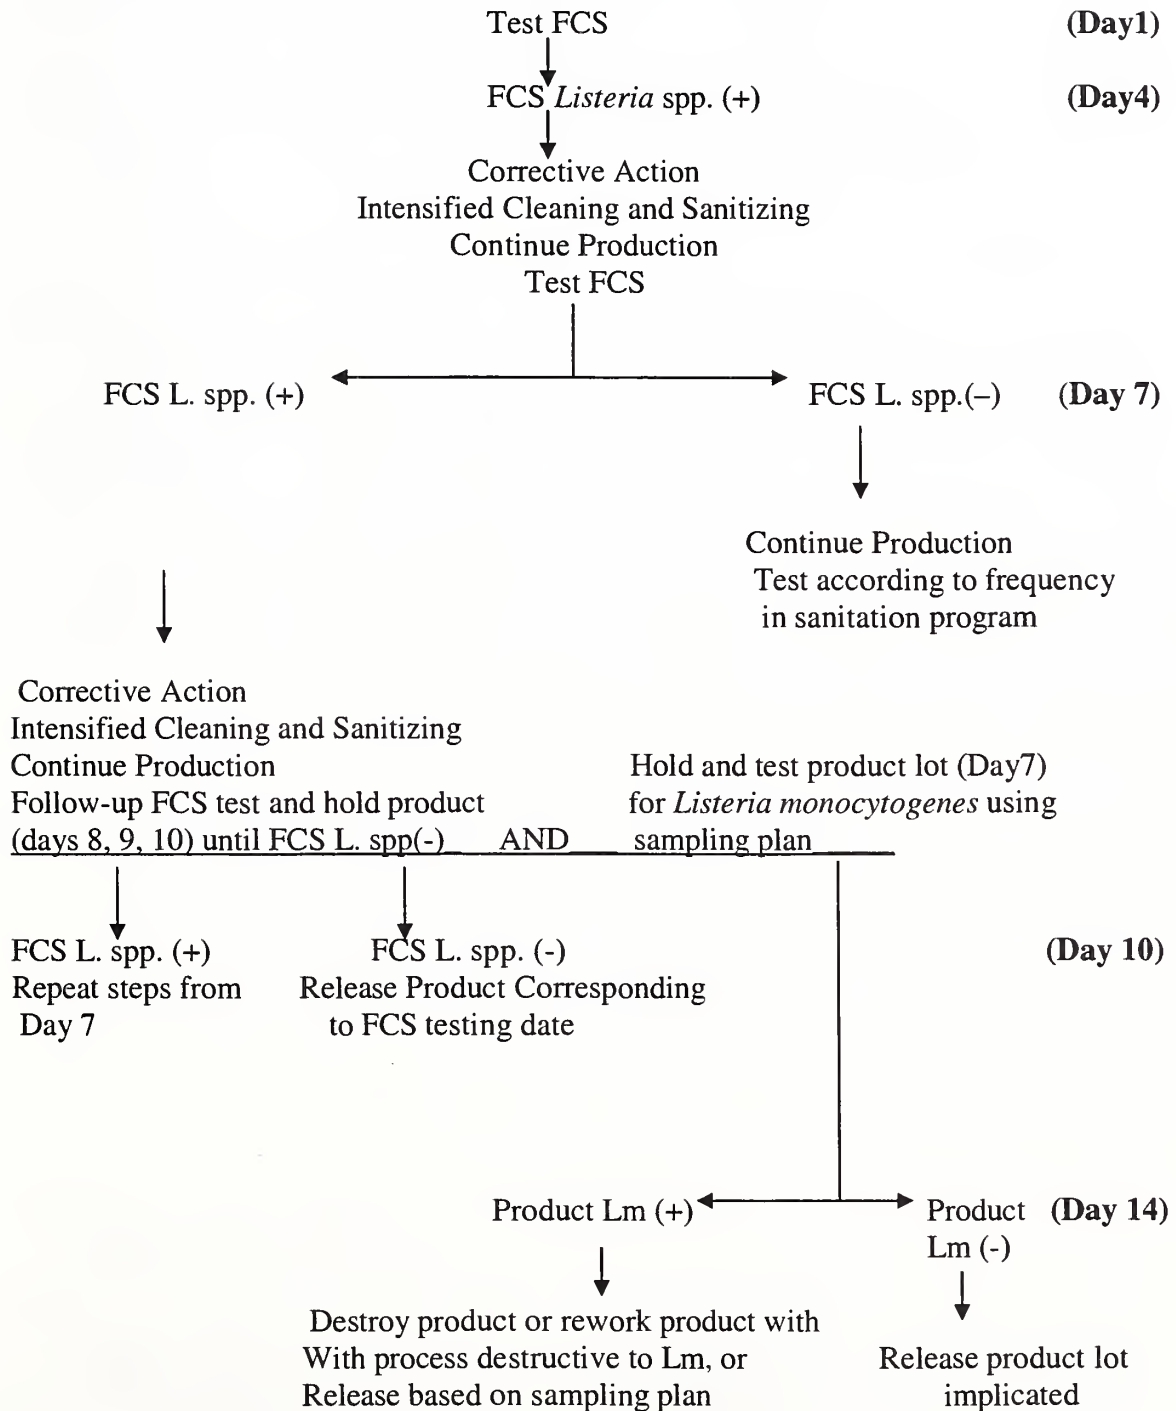 Test FCS (Day1)
FCS Listeria spp. (+) (Day4)
Corrective Action
Intensified Cleaning and Sanitizing
Continue Production
Test FCS
FCS L. spp. (+) FCS L. spp.(–) (Day 7)
Continue Production
Test according to frequency
in sanitation program
Corrective Action
Intensified Cleaning and Sanitizing
Continue Production
Follow-up FCS test and hold product
(days 8, 9, 10) until FCS L. spp(-) AND
Hold and test product lot (Day7)
for Listeria monocytogenes using
sampling plan
FCS L. spp. (+)
Repeat steps from
Day 7
FCS L. spp. (-)
Release Product Corresponding
to FCS testing date
(Day 10)
Product Lm (+)
Product
Lm (-)
(Day 14)
Destroy product or rework product with
With process destructive to Lm, or
Release based on sampling plan
Release product lot
implicated